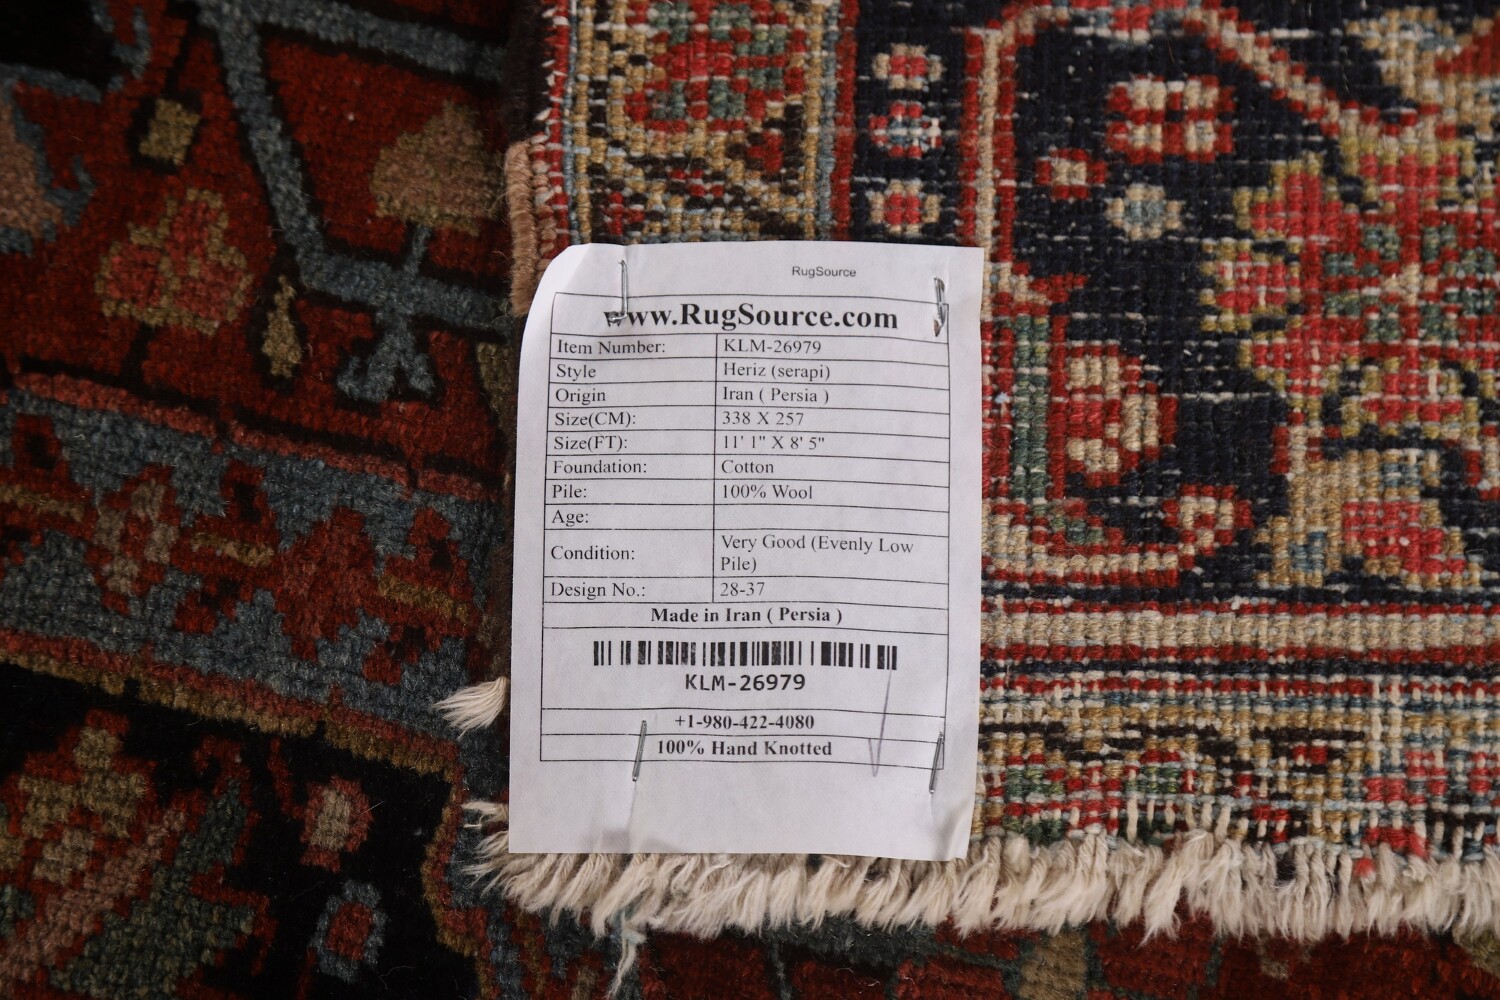 RugSource
www.RugSource.com
Item Number: KLM-26979
Style Heriz (serapi)
Origin Iran ( Persia )
Size(CM): 338 X 257
Size(FT): 11' 1" X 8' 5"
Foundation: Cotton
Pile: 100% Wool
Age:
Condition: Very Good (Evenly Low
Pile)
Design No.: 28-37
Made in Iran ( Persia )
KLM-26979
+1-980-422-4080
100% Hand Knotted